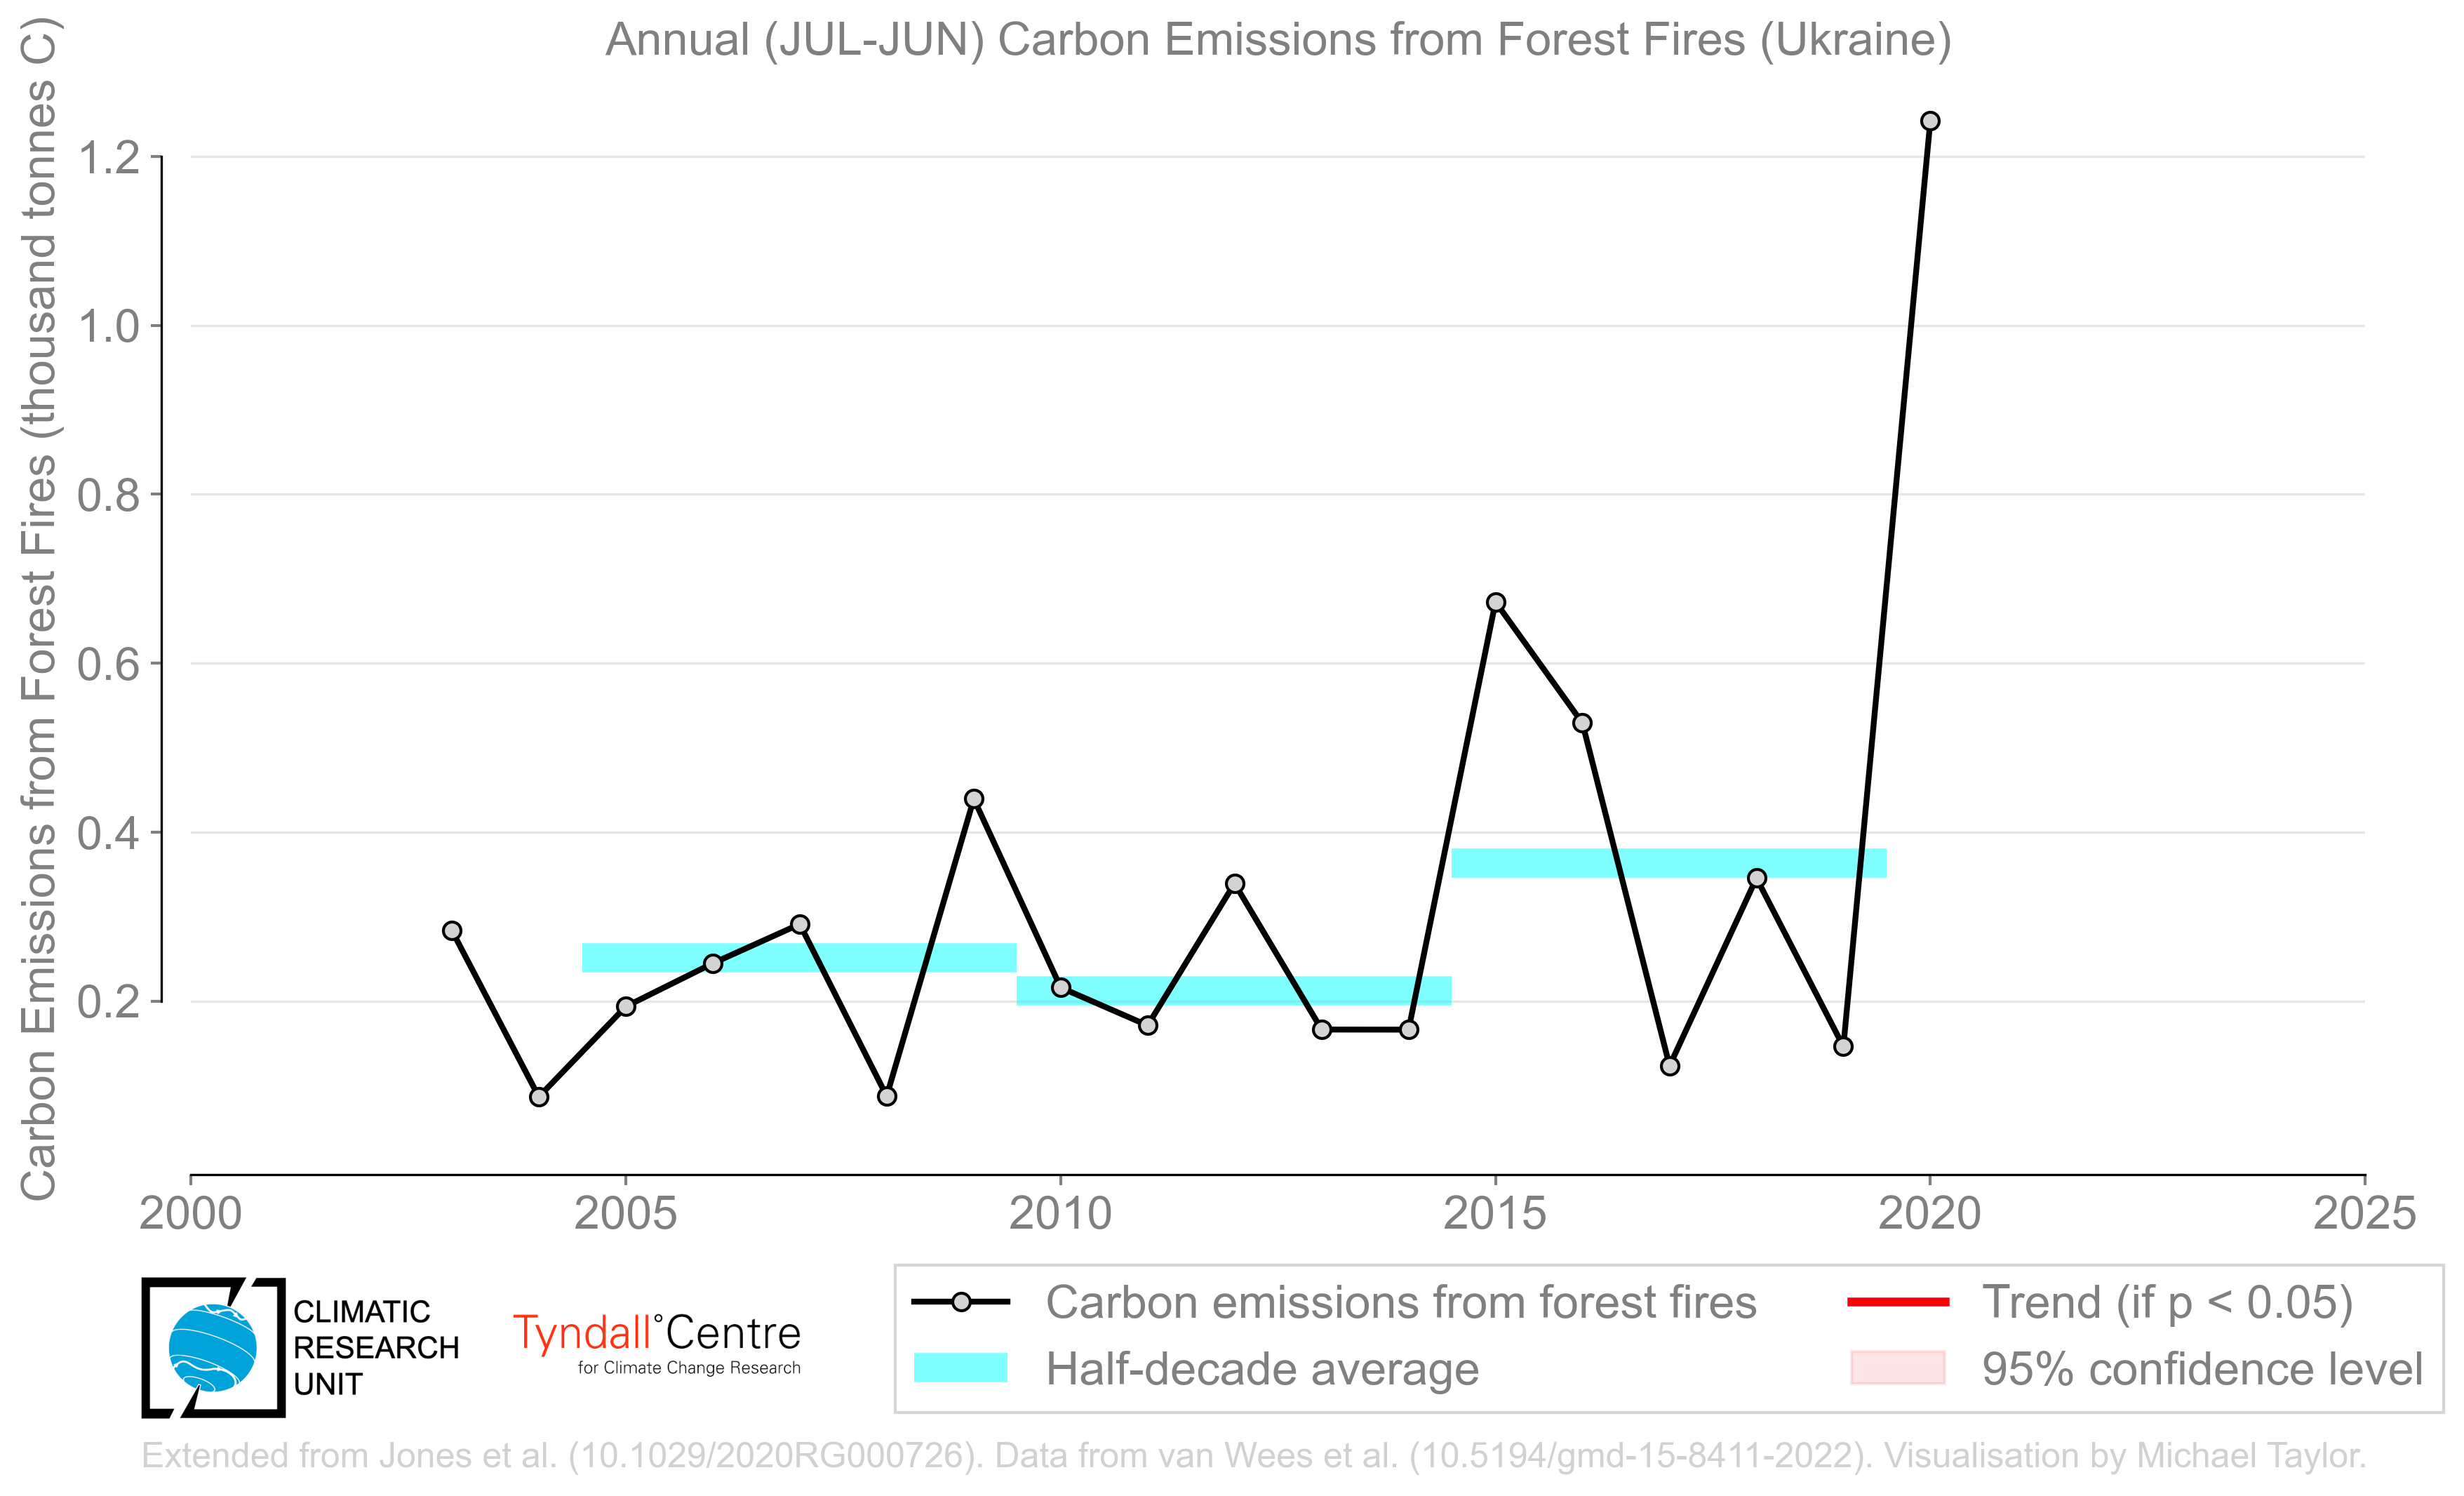 Annual (JUL-JUN) Carbon Emissions from Forest Fires (Ukraine)
Carbon Emissions from Forest Fires (thousand tonnes C)
1.2
1.0
0.8
0.6
0.4
0.2
2000 2005 2010 2015 2020 2025
CLIMATIC
RESEARCH
UNIT
Tyndall°Centre
for Climate Change Research
Carbon emissions from forest fires
Half-decade average
Trend (if p < 0.05)
95% confidence level
Extended from Jones et al. (10.1029/2020RG000726). Data from van Wees et al. (10.5194/gmd-15-8411-2022). Visualisation by Michael Taylor.